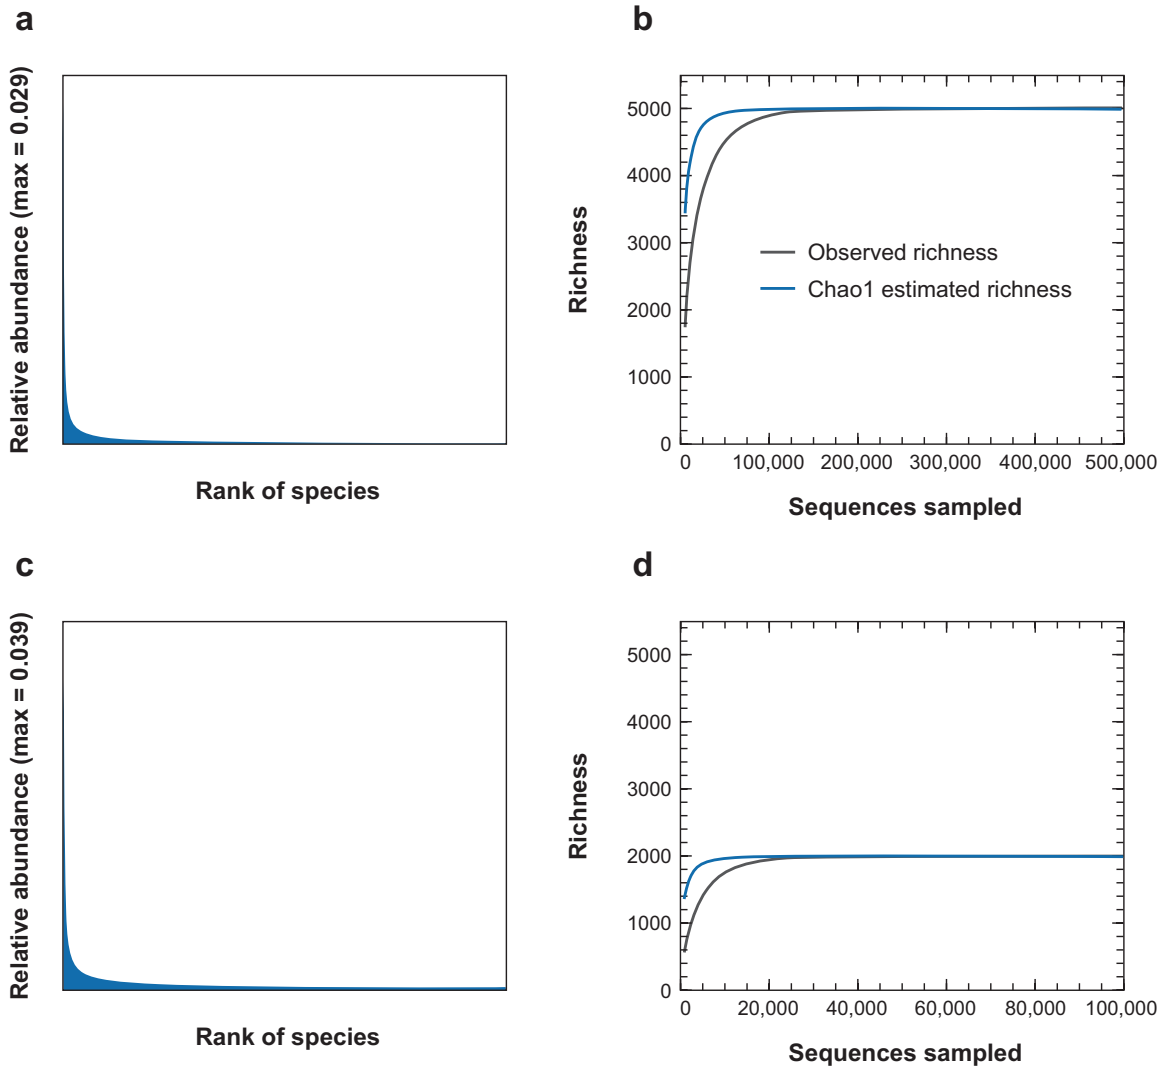 a
Relative abundance (max = 0.029)
Rank of species
b
Richness
5000
4000
3000
2000
1000
0
Observed richness
Chao1 estimated richness
0 100,000 200,000 300,000 400,000 500,000
Sequences sampled
c
Relative abundance (max = 0.039)
Rank of species
d
Richness
5000
4000
3000
2000
1000
0
0 20,000 40,000 60,000 80,000 100,000
Sequences sampled